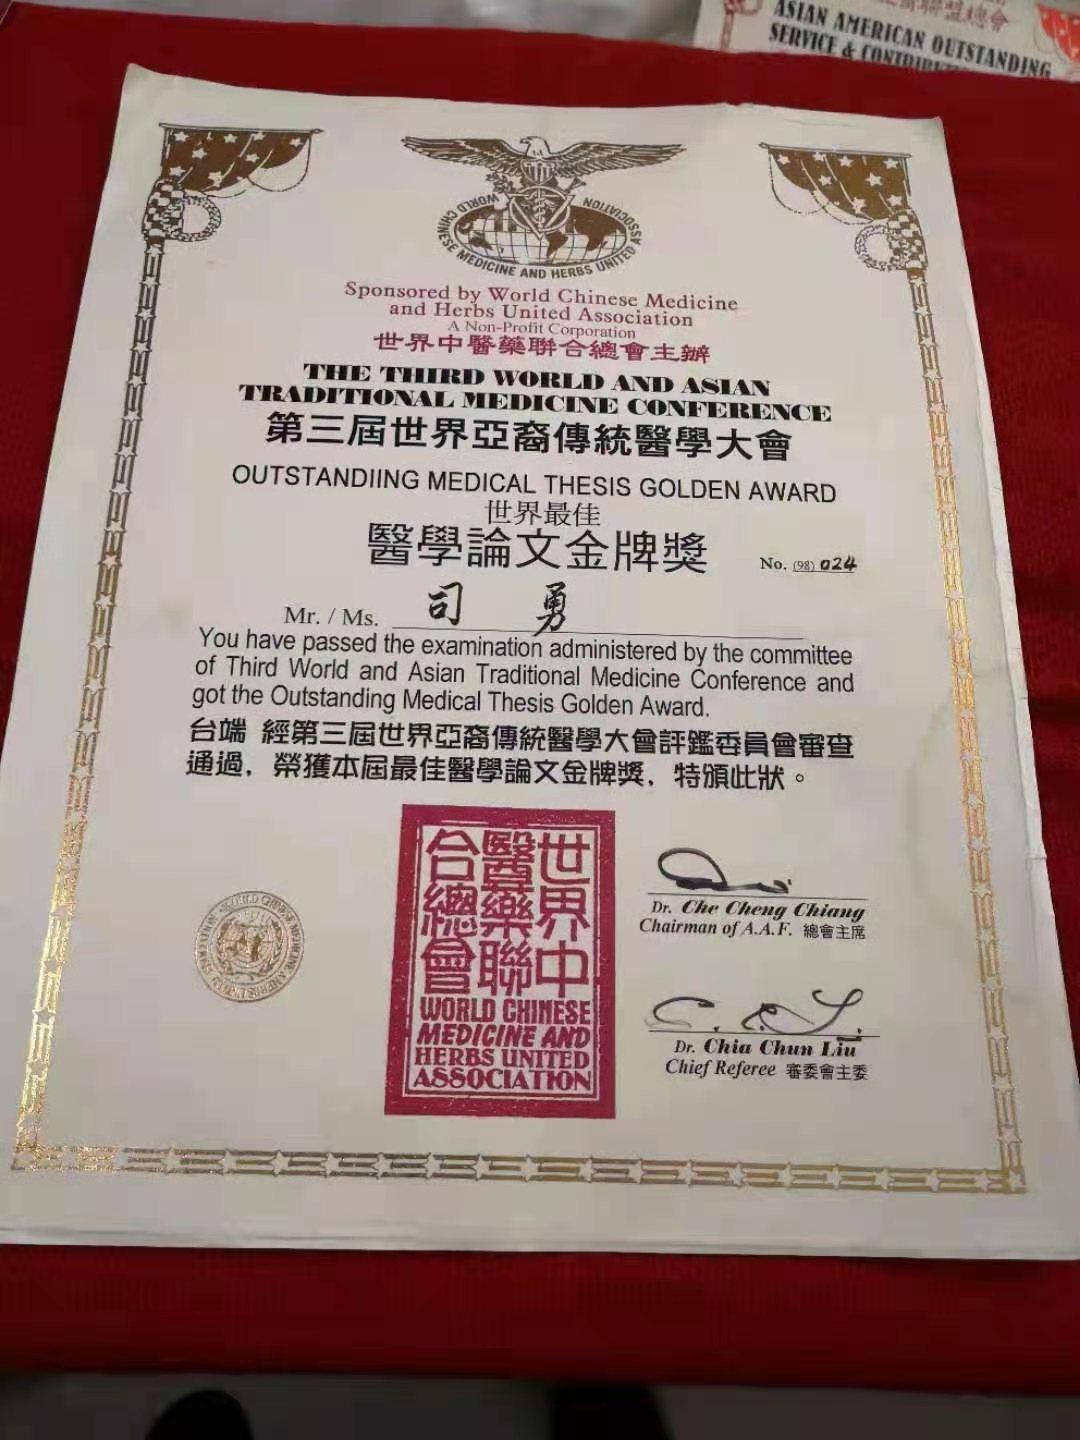 ASIAN AMERICAN OUTSTANDING
SERVICE &
WORLD CHINESE MEDICINE AND HERBS UNITED ASSOCIATION
Sponsored by World Chinese Medicine
and Herbs United Association
A Non-Profit Corporation
世界中醫藥聯合總會主辦
THE THIRD WORLD AND ASIAN
TRADITIONAL MEDICINE CONFERENCE
第三屆世界亞裔傳統醫學大會
OUTSTANDIING MEDICAL THESIS GOLDEN AWARD
世界最佳
醫學論文金牌獎
No. (98) 024
Mr. / Ms. 司 勇
You have passed the examination administered by the committee
of Third World and Asian Traditional Medicine Conference and
got the Outstanding Medical Thesis Golden Award.
台端 經第三屆世界亞裔傳統醫學大會評鑑委員會審查
通過，榮獲本屆最佳醫學論文金牌獎，特頒此狀。
世界中
醫藥聯
合總會
WORLD CHINESE
MEDICINE AND
HERBS UNITED
ASSOCIATION
Dr. Che Cheng Chiang
Chairman of A.A.F. 總會主席
Dr. Chia Chun Liu
Chief Referee 審委會主委